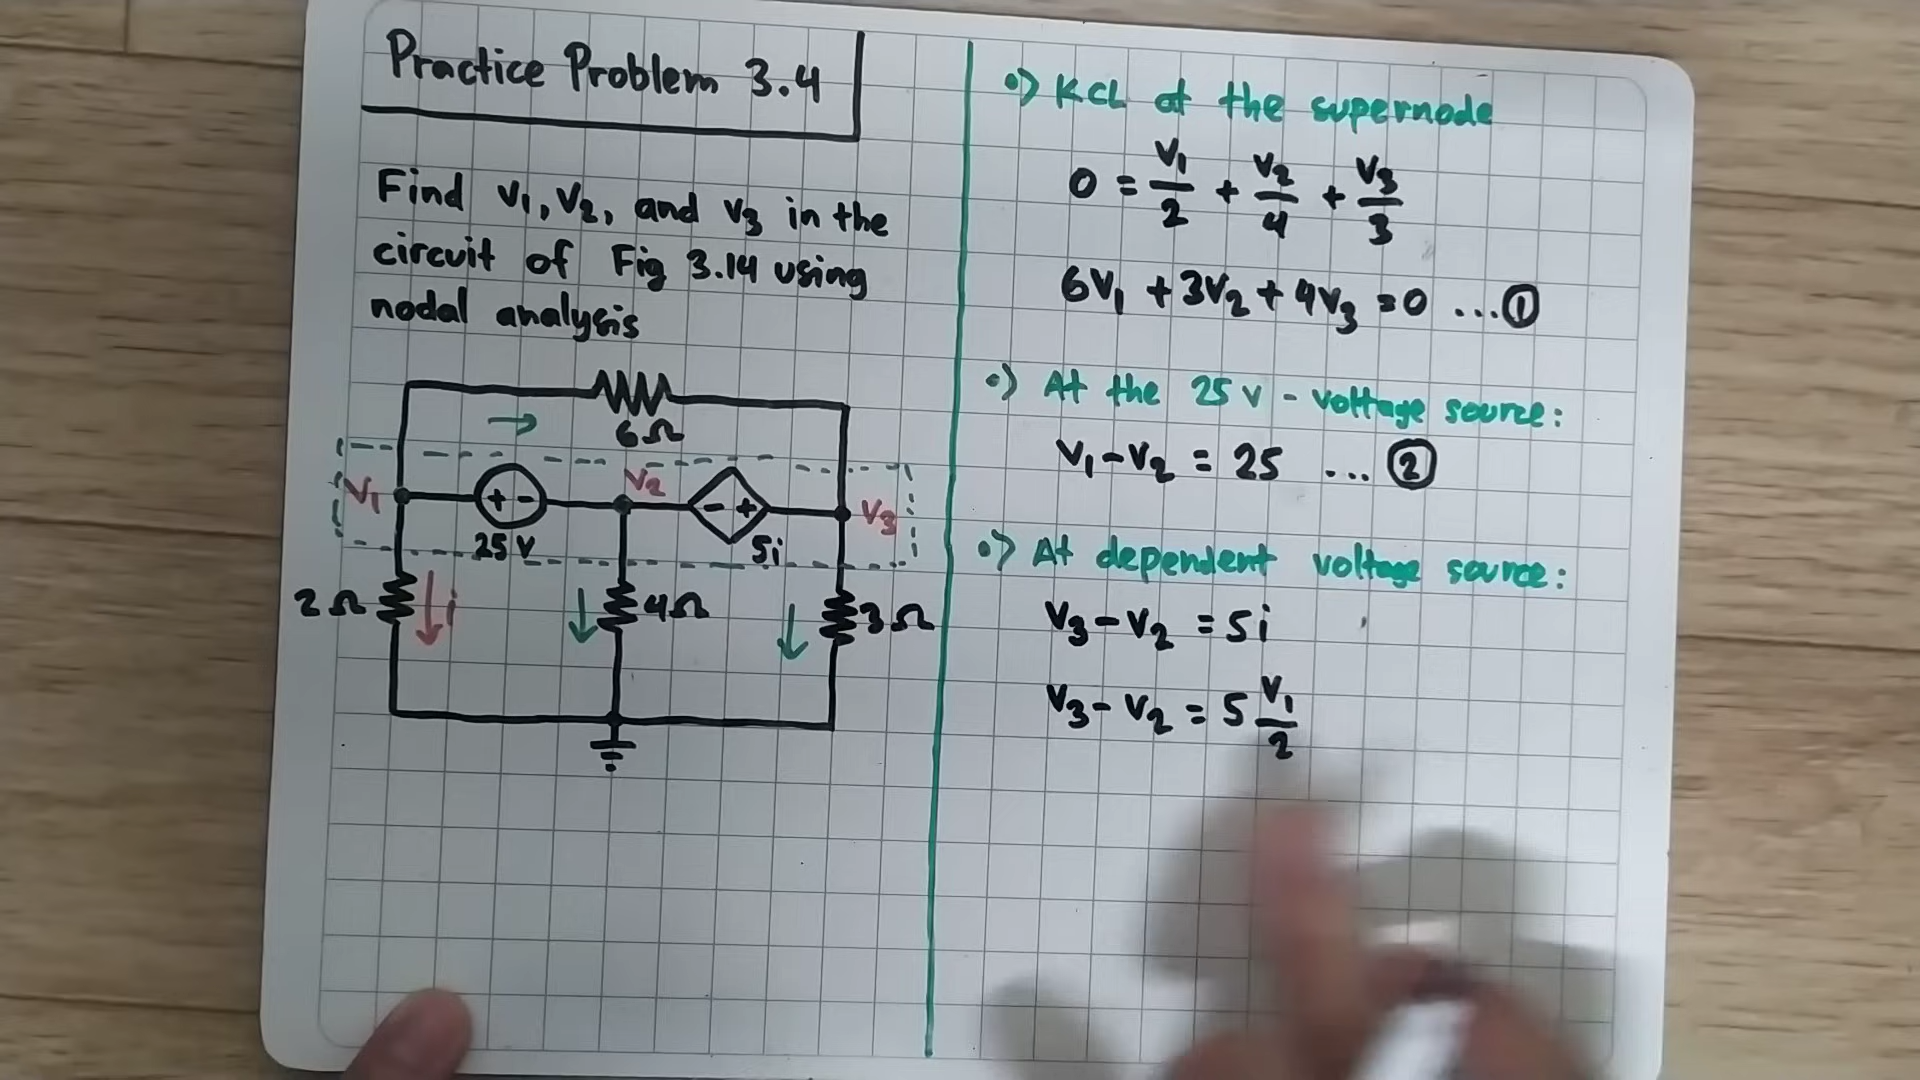 Practice Problem 3.4
Find v₁, v₂, and v₃ in the
circuit of Fig 3.14 using
nodal analysis
6Ω
V₁
V₂
V₃
+ -
- +
25 V
5i
2Ω
i
4Ω
3Ω
•) KCL at the supernode
0 = V₁/2 + V₂/4 + V₃/3
6V₁ + 3V₂ + 4V₃ = 0 ... ①
•) At the 25 V - voltage source:
V₁ - V₂ = 25 ... ②
•) At dependent voltage source:
V₃ - V₂ = 5i
V₃ - V₂ = 5 V₁/2